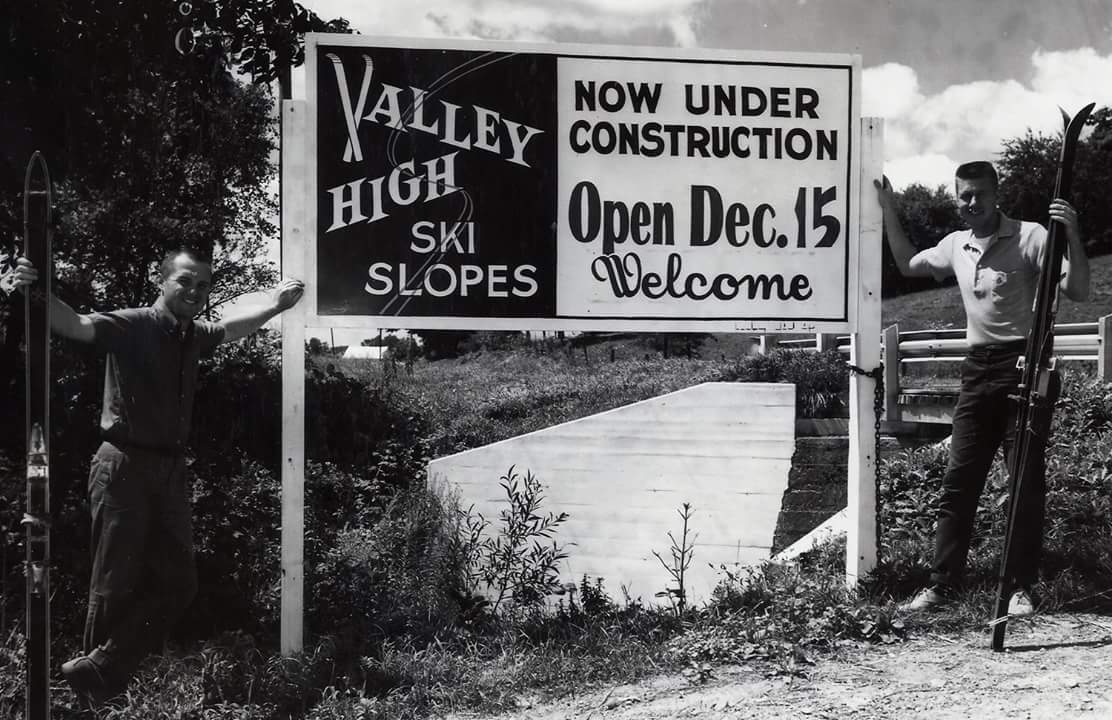 VALLEY
HIGH
SKI
SLOPES
NOW UNDER
CONSTRUCTION
Open Dec. 15
Welcome